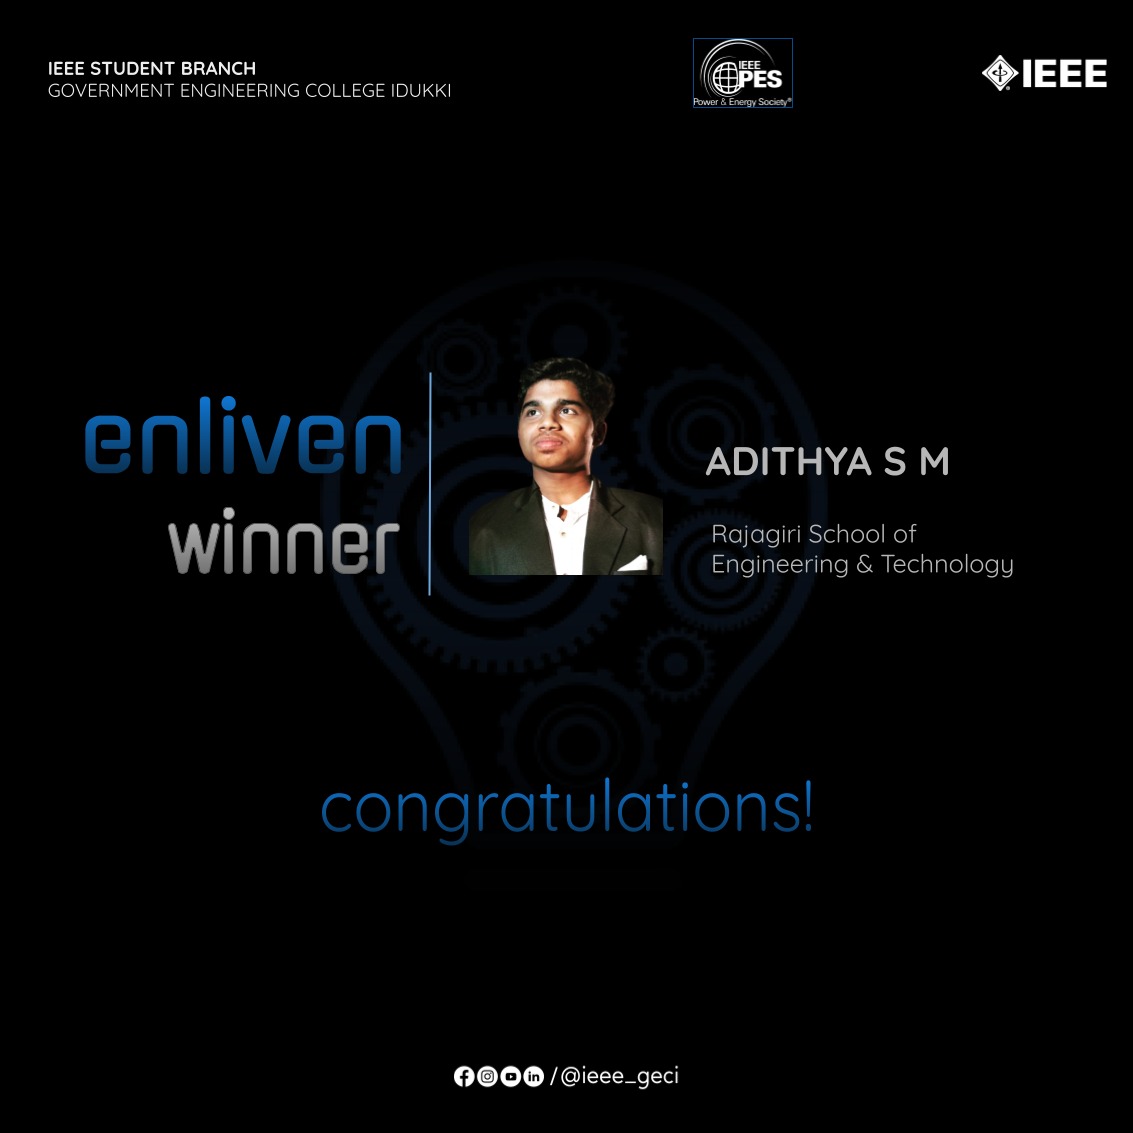 IEEE STUDENT BRANCH
GOVERNMENT ENGINEERING COLLEGE IDUKKI
IEEE
PES
Power & Energy Society®
IEEE
enliven
winner
ADITHYA S M
Rajagiri School of
Engineering & Technology
congratulations!
/@ieee_geci